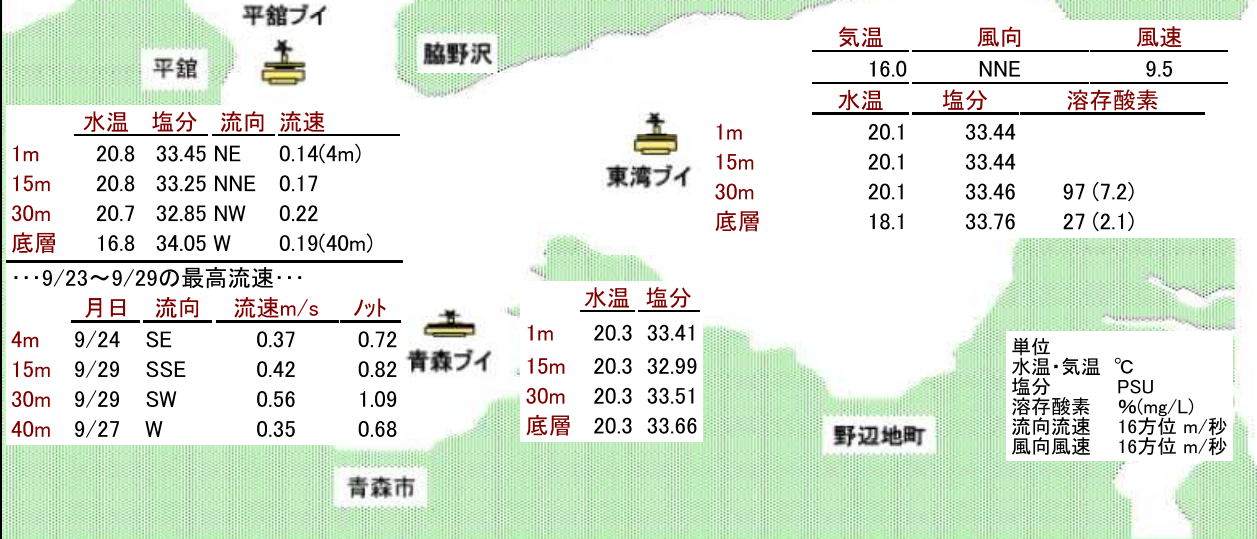 平舘ブイ
平舘
脇野沢
気温 風向 風速
16.0 NNE 9.5
水温 塩分 溶存酸素
1m 20.1 33.44
15m 20.1 33.44
30m 20.1 33.46 97 (7.2)
底層 18.1 33.76 27 (2.1)
東湾ブイ
水温 塩分 流向 流速
1m 20.8 33.45 NE 0.14(4m)
15m 20.8 33.25 NNE 0.17
30m 20.7 32.85 NW 0.22
底層 16.8 34.05 W 0.19(40m)
･･･9/23～9/29の最高流速･･･
月日 流向 流速m/s ﾉｯﾄ
4m 9/24 SE 0.37 0.72
15m 9/29 SSE 0.42 0.82
30m 9/29 SW 0.56 1.09
40m 9/27 W 0.35 0.68
青森ブイ
水温 塩分
1m 20.3 33.41
15m 20.3 32.99
30m 20.3 33.51
底層 20.3 33.66
単位
水温・気温 ℃
塩分 PSU
溶存酸素 %(mg/L)
流向流速 16方位 m/秒
風向風速 16方位 m/秒
野辺地町
青森市